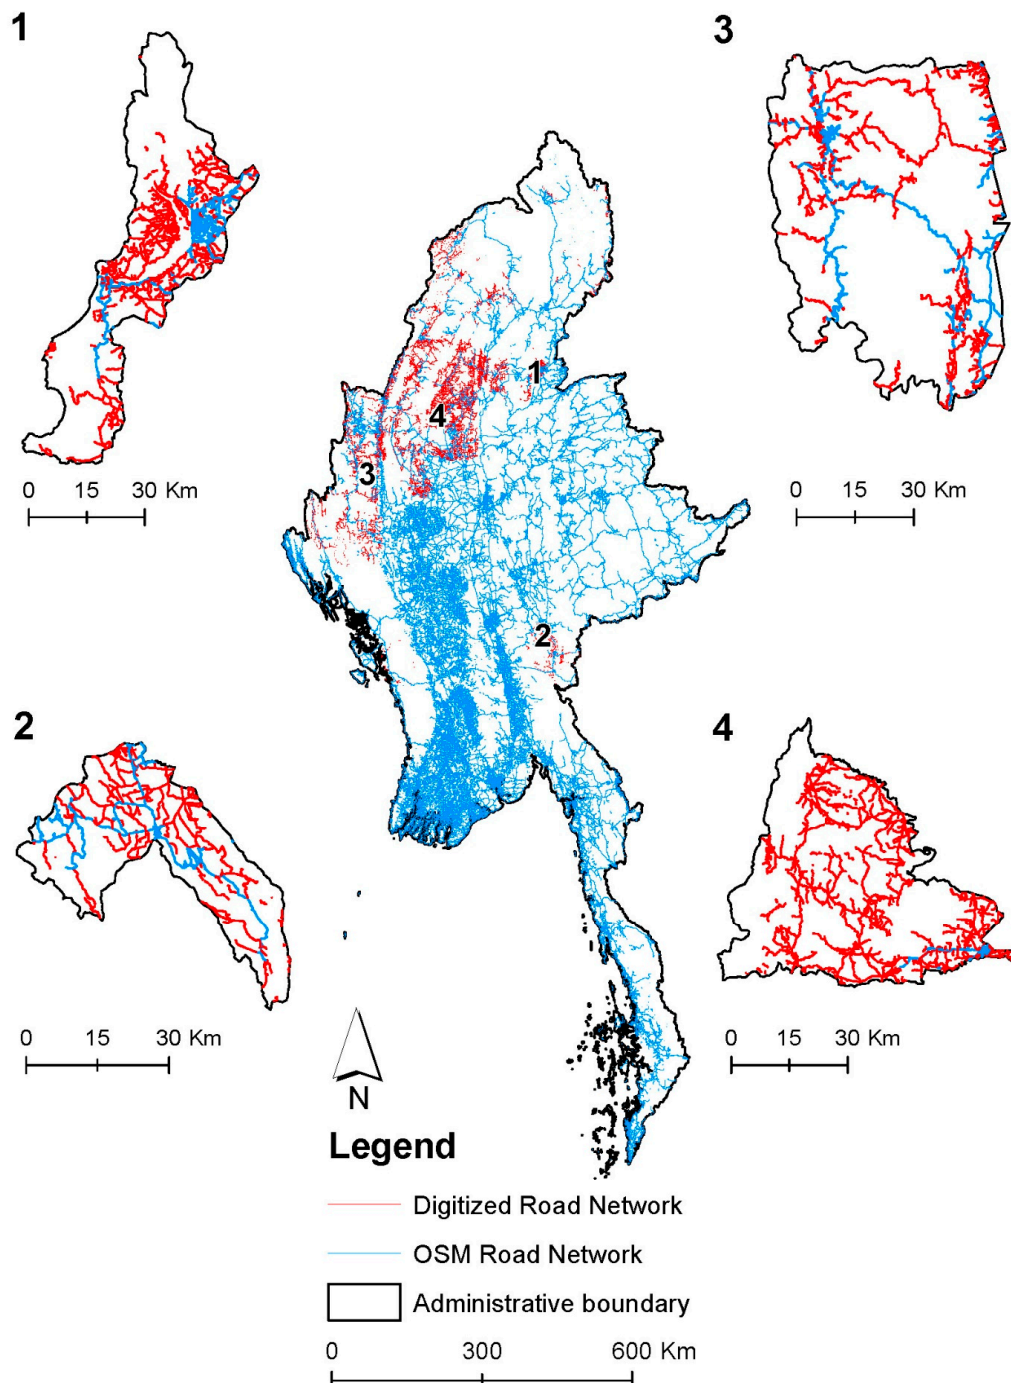 1
3
0 15 30 Km
0 15 30 Km
1
4
3
2
2
4
0 15 30 Km
0 15 30 Km
N
Legend
Digitized Road Network
OSM Road Network
Administrative boundary
0 300 600 Km